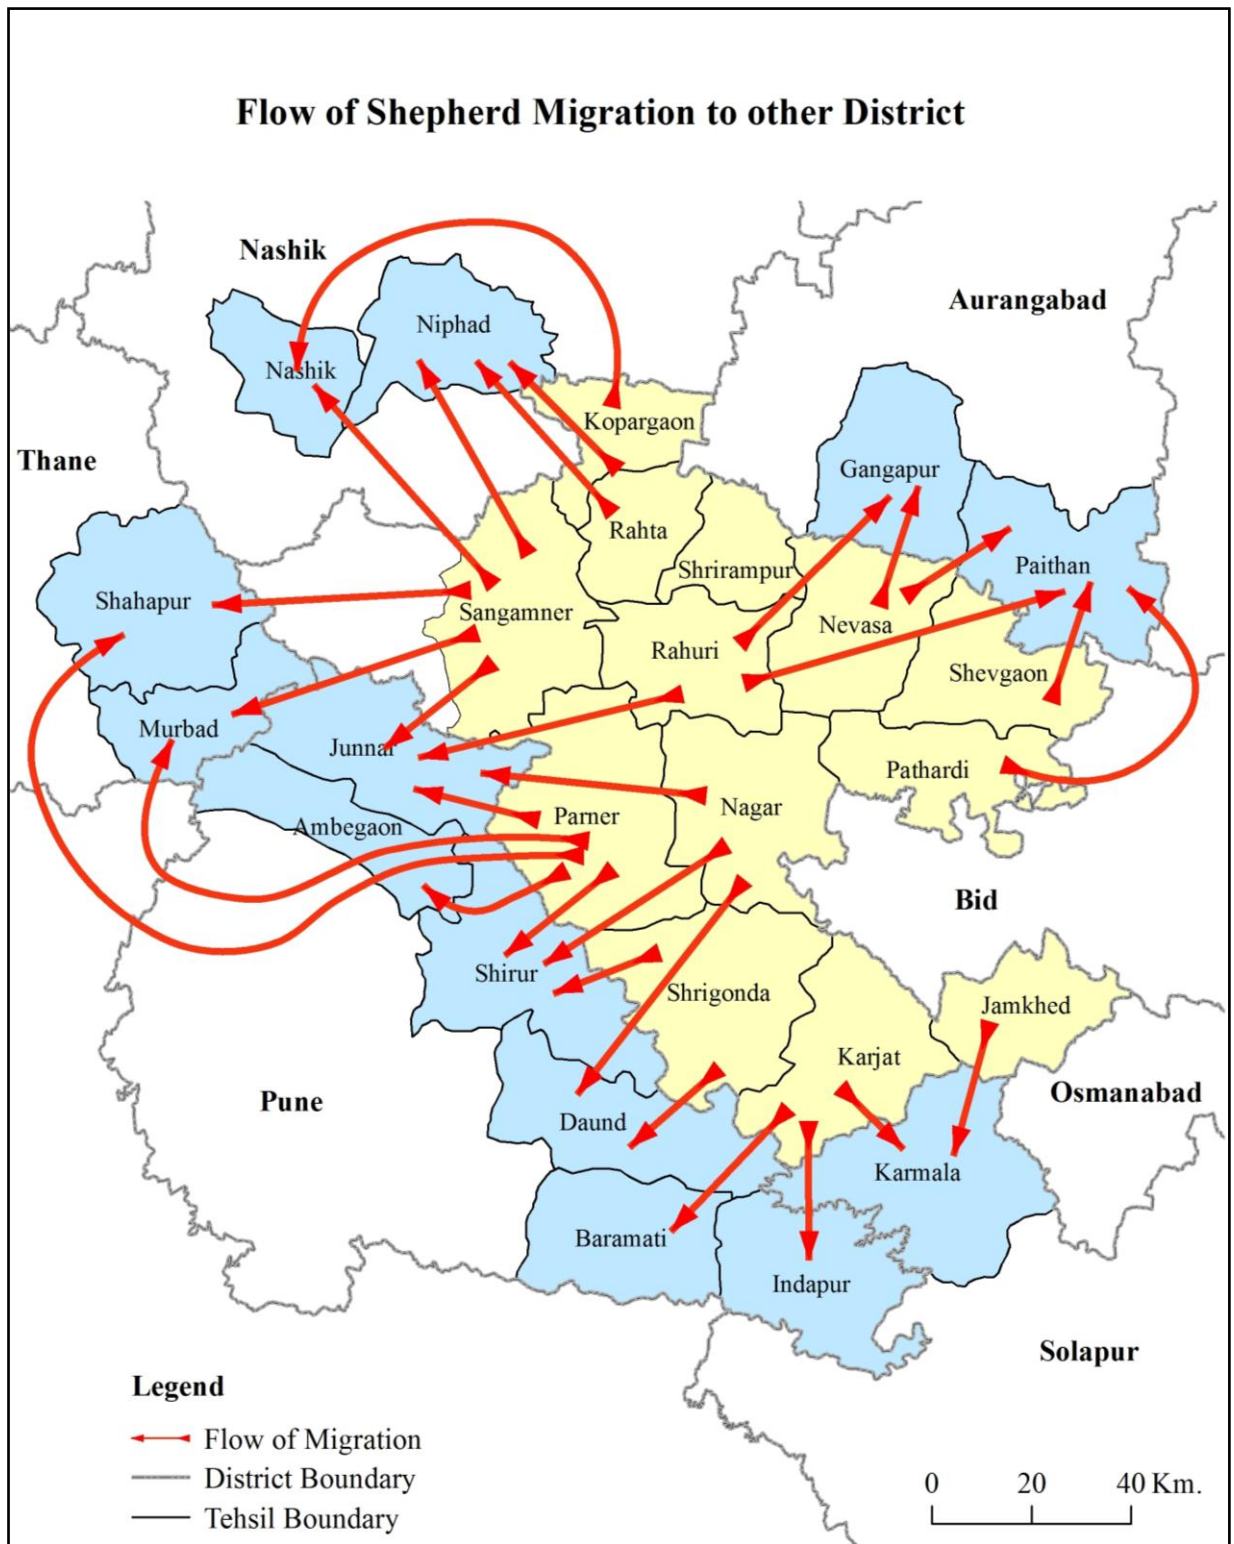 Flow of Shepherd Migration to other District
Nashik
Aurangabad
Niphad
Nashik
Kopargaon
Thane
Gangapur
Rahta
Shrirampur
Paithan
Shahapur
Sangamner
Nevasa
Rahuri
Shevgaon
Murbad
Junnar
Pathardi
Nagar
Parner
Ambegaon
Bid
Shirur
Shrigonda
Jamkhed
Karjat
Osmanabad
Pune
Daund
Karmala
Baramati
Indapur
Solapur
Legend
Flow of Migration
District Boundary
Tehsil Boundary
0 20 40 Km.